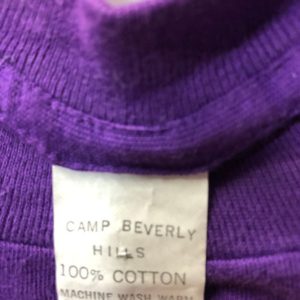 CAMP BEVERLY
HILLS
100% COTTON
MACHINE WASH WARM